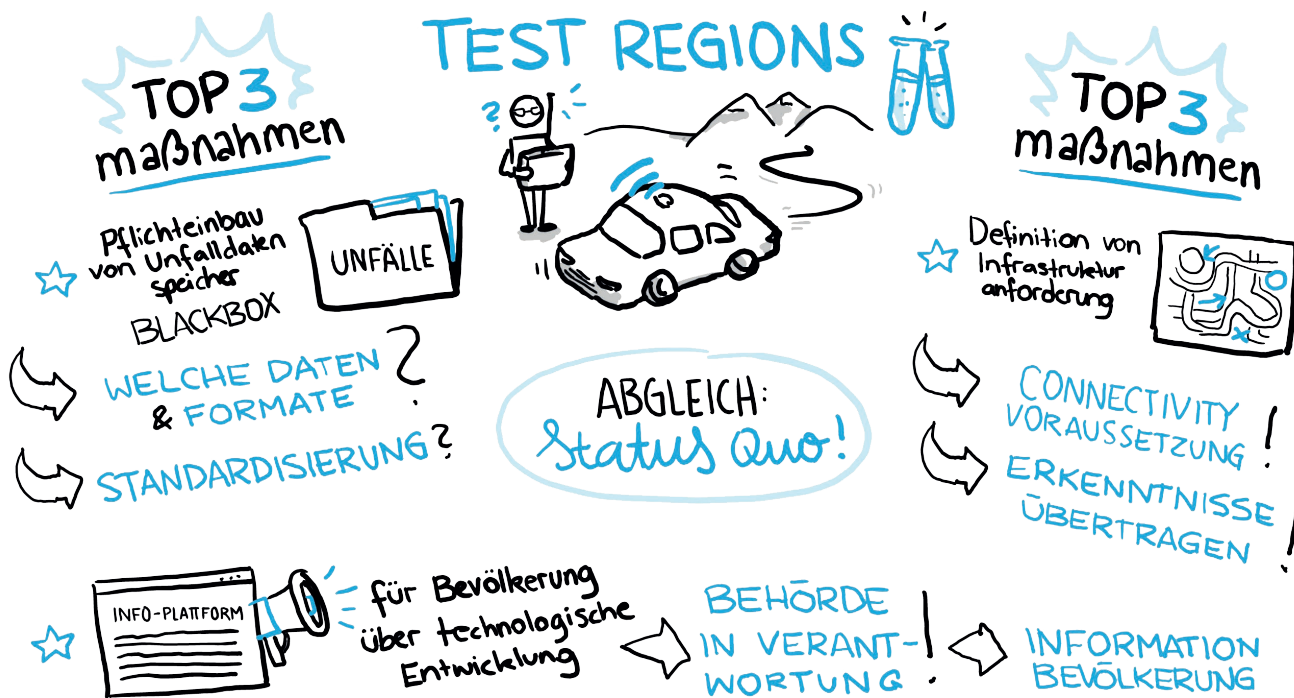 TEST REGIONS
TOP 3
maßnahmen
Pflichteinbau
von Unfalldaten
speicher
BLACKBOX
UNFÄLLE
WELCHE DATEN
& FORMATE ?
STANDARDISIERUNG?
?
ABGLEICH:
Status Quo!
TOP 3
maßnahmen
Definition von
Infrastruktur
anforderung
CONNECTIVITY
VORAUSSETZUNG !
ERKENNTNISSE
ÜBERTRAGEN !
INFO-PLATTFORM
für Bevölkerung
über technologische
Entwicklung
BEHÖRDE
IN VERANT-
WORTUNG !
INFORMATION
BEVÖLKERUNG